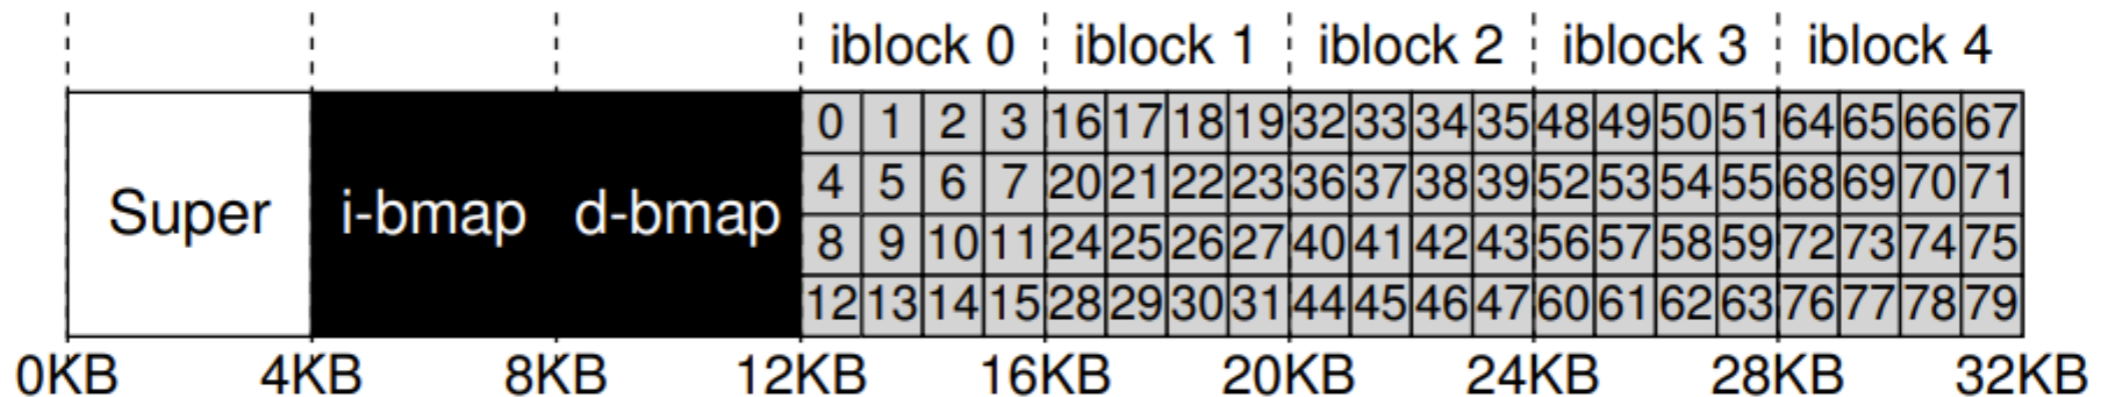 iblock 0 iblock 1 iblock 2 iblock 3 iblock 4
0 1 2 3 16 17 18 19 32 33 34 35 48 49 50 51 64 65 66 67
4 5 6 7 20 21 22 23 36 37 38 39 52 53 54 55 68 69 70 71
Super i-bmap d-bmap
8 9 10 11 24 25 26 27 40 41 42 43 56 57 58 59 72 73 74 75
12 13 14 15 28 29 30 31 44 45 46 47 60 61 62 63 76 77 78 79
0KB 4KB 8KB 12KB 16KB 20KB 24KB 28KB 32KB